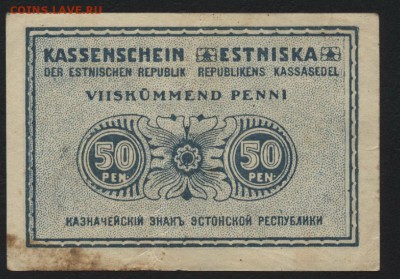 COINS.LAVE.RU
KASSENSCHEIN ESTNISKA
DER ESTNISCHEN REPUBLIK REPUBLIKENS KASSASEDEL
VIISKÜMMEND PENNI
50 PEN. 50 PEN.
КАЗНАЧЕЙСКІЙ ЗНАКЪ ЭСТОНСКОЙ РЕСПУБЛИКИ